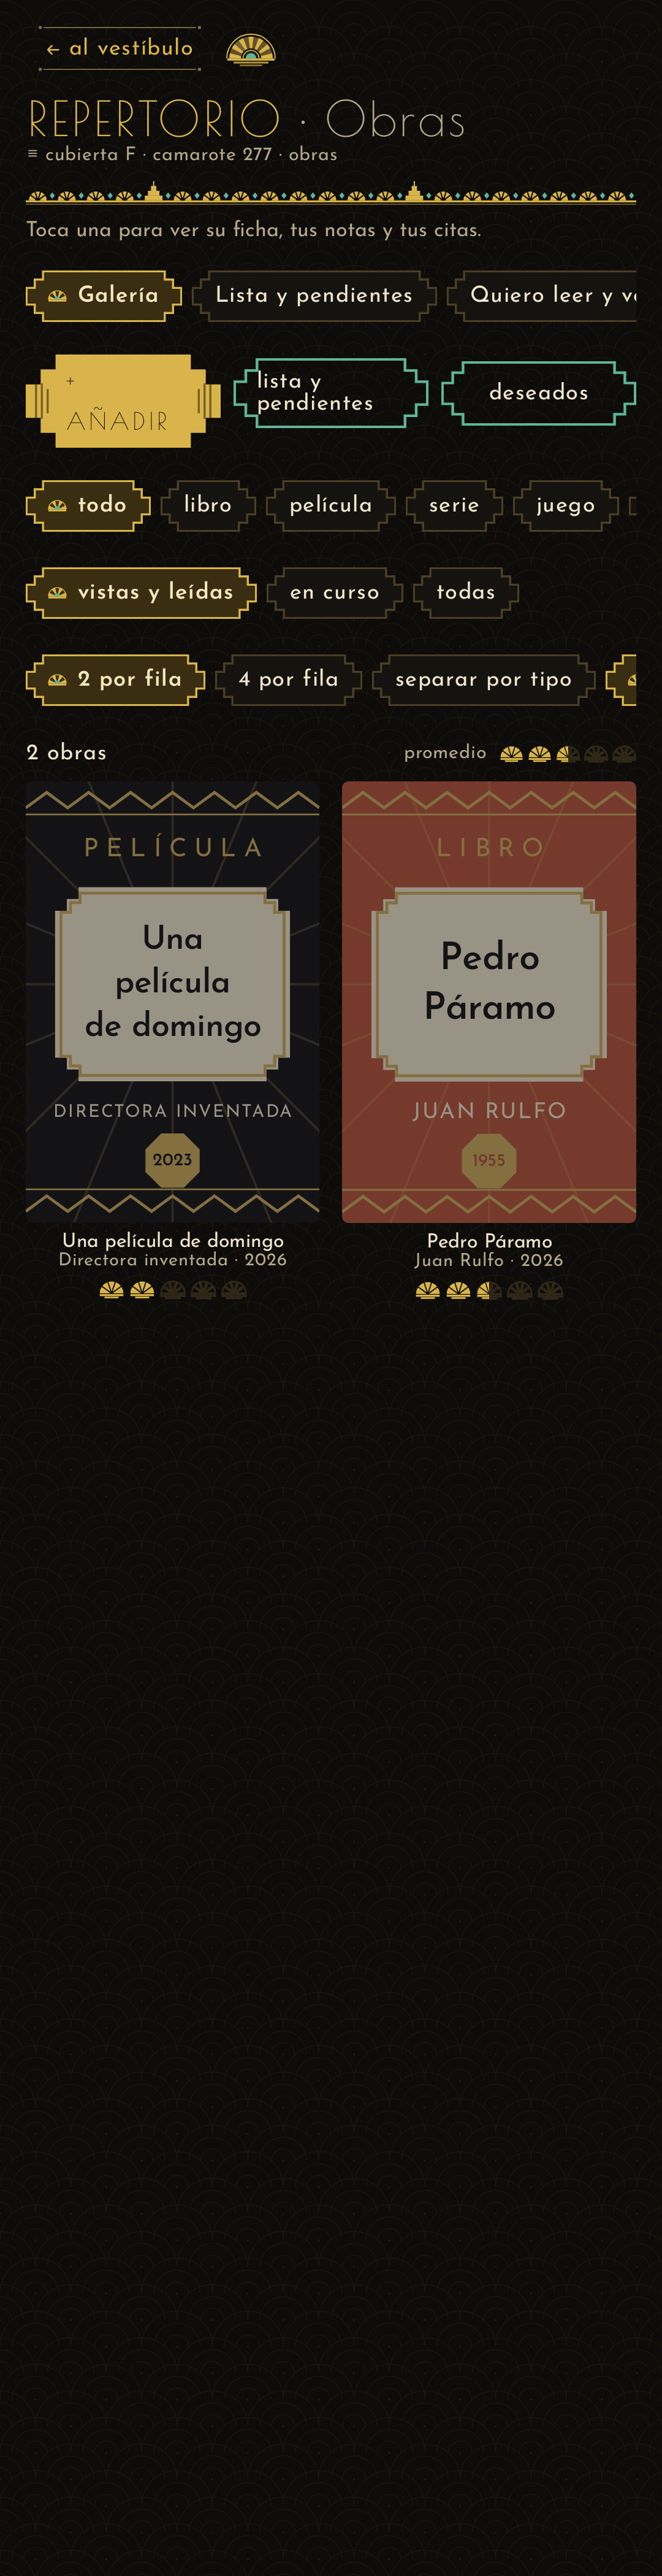 ← al vestíbulo
REPERTORIO · Obras
≡ cubierta F · camarote 277 · obras
Toca una para ver su ficha, tus notas y tus citas.
Galería
Lista y pendientes
Quiero leer y v
+
AÑADIR
lista y
pendientes
deseados
todo
libro
película
serie
juego
vistas y leídas
en curso
todas
2 por fila
4 por fila
separar por tipo
2 obras
promedio
PELÍCULA
Una
película
de domingo
DIRECTORA INVENTADA
2023
Una película de domingo
Directora inventada · 2026
LIBRO
Pedro
Páramo
JUAN RULFO
1955
Pedro Páramo
Juan Rulfo · 2026